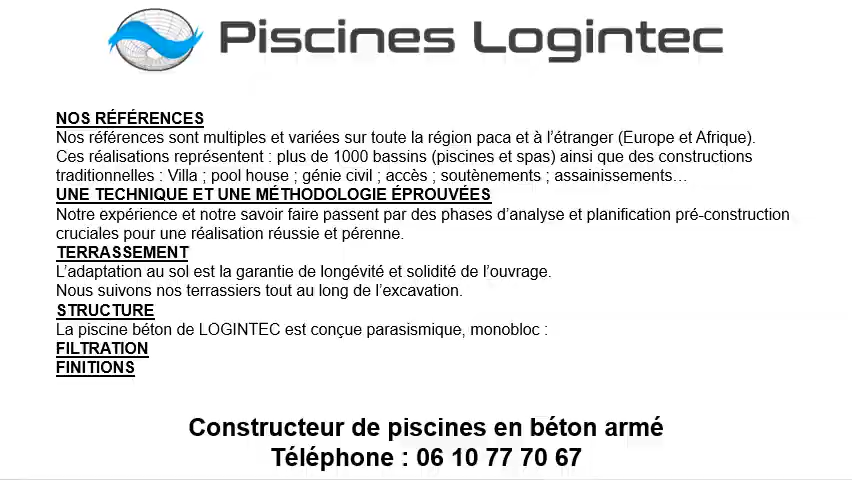 Piscines Logintec
NOS RÉFÉRENCES
Nos références sont multiples et variées sur toute la région paca et à l'étranger (Europe et Afrique).
Ces réalisations représentent : plus de 1000 bassins (piscines et spas) ainsi que des constructions
traditionnelles : Villa ; pool house ; génie civil ; accès ; soutènements ; assainissements…
UNE TECHNIQUE ET UNE MÉTHODOLOGIE ÉPROUVÉES
Notre expérience et notre savoir faire passent par des phases d'analyse et planification pré-construction
cruciales pour une réalisation réussie et pérenne.
TERRASSEMENT
L'adaptation au sol est la garantie de longévité et solidité de l'ouvrage.
Nous suivons nos terrassiers tout au long de l'excavation.
STRUCTURE
La piscine béton de LOGINTEC est conçue parasismique, monobloc :
FILTRATION
FINITIONS
Constructeur de piscines en béton armé
Téléphone : 06 10 77 70 67